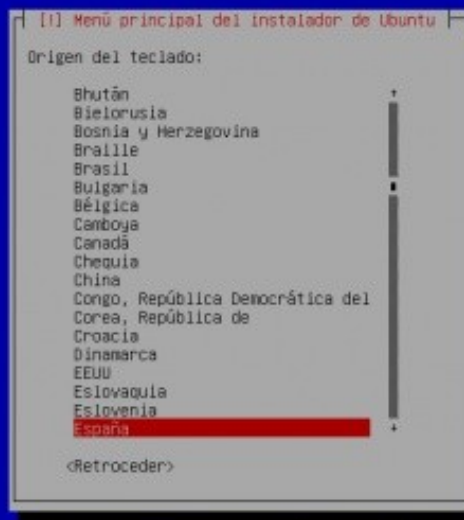 [!] Menú principal del instalador de Ubuntu
Origen del teclado:
Bhután
Bielorusia
Bosnia y Herzegovina
Braille
Brasil
Bulgaria
Bélgica
Camboya
Canadá
Chequia
China
Congo, República Democrática del
Corea, República de
Croacia
Dinamarca
EEUU
Eslovaquia
Eslovenia
España
<Retroceder>